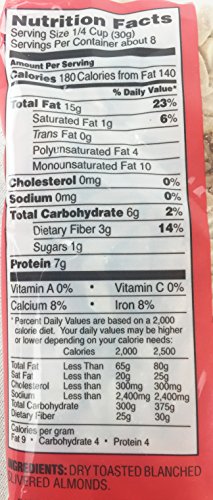 Nutrition Facts
Serving Size 1/4 Cup (30g)
Servings Per Container about 8
Amount Per Serving
Calories 180 Calories from Fat 140
% Daily Value*
Total Fat 15g 23%
Saturated Fat 1g 6%
Trans Fat 0g
Polyunsaturated Fat 4
Monounsaturated Fat 10
Cholesterol 0mg 0%
Sodium 0mg 0%
Total Carbohydrate 6g 2%
Dietary Fiber 3g 14%
Sugars 1g
Protein 7g
Vitamin A 0% • Vitamin C 0%
Calcium 8% • Iron 8%
*Percent Daily Values are based on a 2,000
calorie diet. Your daily values may be higher
or lower depending on your calorie needs:
Calories 2,000 2,500
Total Fat Less Than 65g 80g
Sat Fat Less Than 20g 25g
Cholesterol Less Than 300mg 300mg
Sodium Less Than 2,400mg 2,400mg
Total Carbohydrate 300g 375g
Dietary Fiber 25g 30g
Calories per gram
Fat 9 • Carbohydrate 4 • Protein 4
INGREDIENTS: DRY TOASTED BLANCHED
SLIVERED ALMONDS.